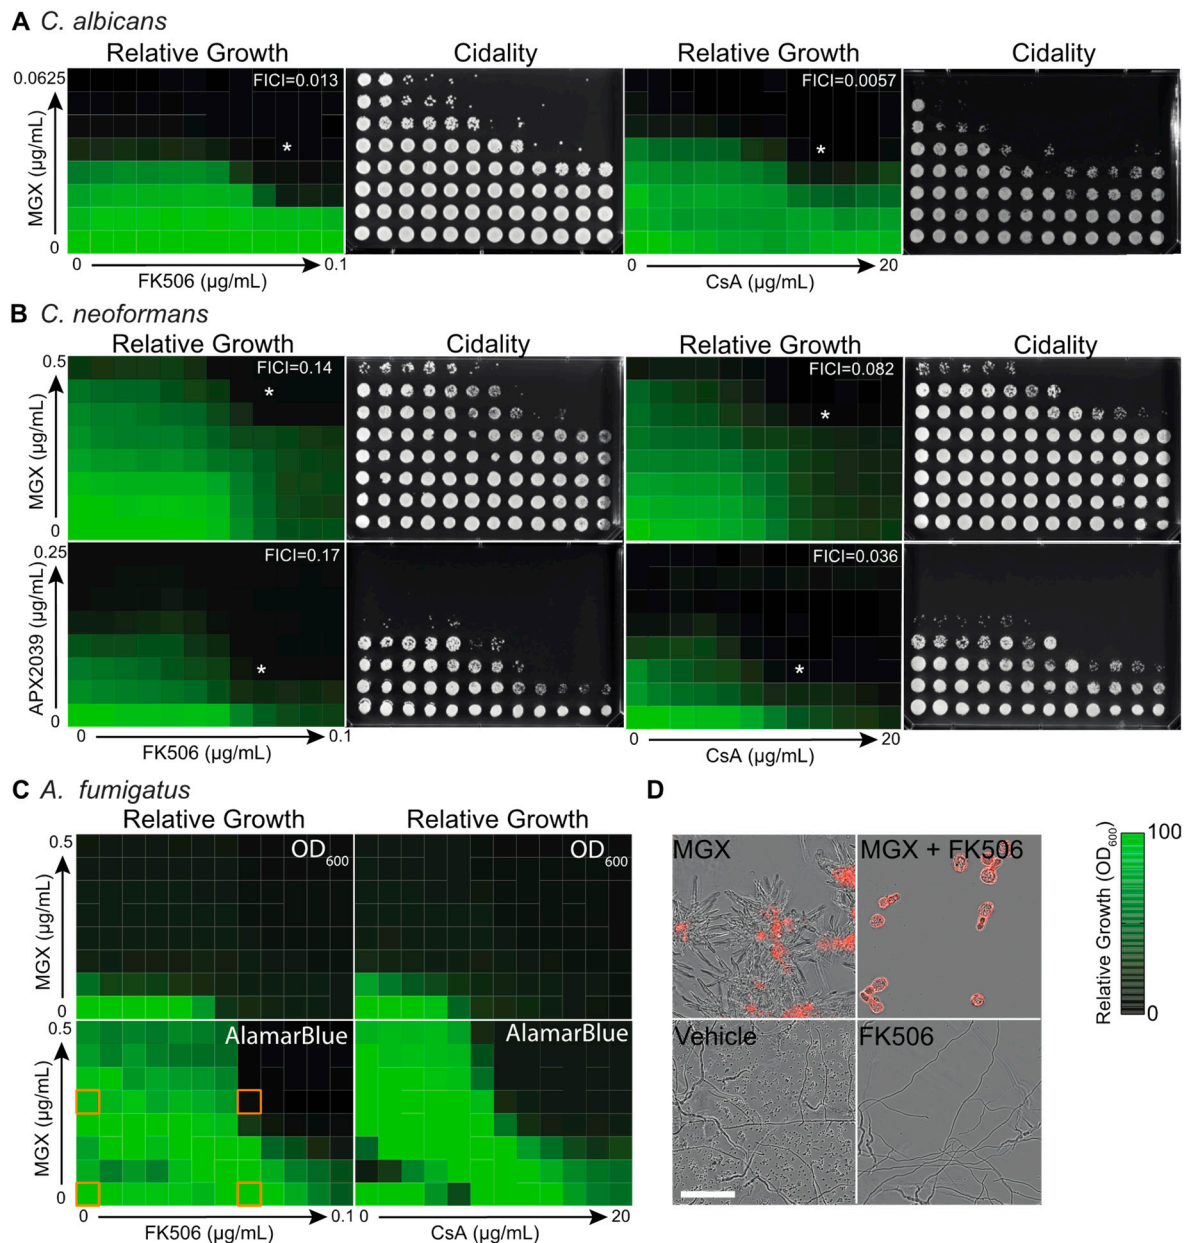 A C. albicans
Relative Growth
Cidality
Relative Growth
Cidality
0.0625
MGX (µg/mL)
0
FICI=0.013
*
FICI=0.0057
*
0
0.1
FK506 (µg/mL)
0
20
CsA (µg/mL)
B C. neoformans
Relative Growth
Cidality
Relative Growth
Cidality
0.5
MGX (µg/mL)
0
FICI=0.14
*
FICI=0.082
*
0.25
APX2039 (µg/mL)
0
FICI=0.17
*
FICI=0.036
*
0
0.1
FK506 (µg/mL)
0
20
CsA (µg/mL)
C A. fumigatus
Relative Growth
Relative Growth
0.5
MGX (µg/mL)
0
OD600
OD600
0.5
MGX (µg/mL)
0
AlamarBlue
AlamarBlue
0
0.1
FK506 (µg/mL)
0
20
CsA (µg/mL)
D
MGX
MGX + FK506
Vehicle
FK506
Relative Growth (OD600)
100
0